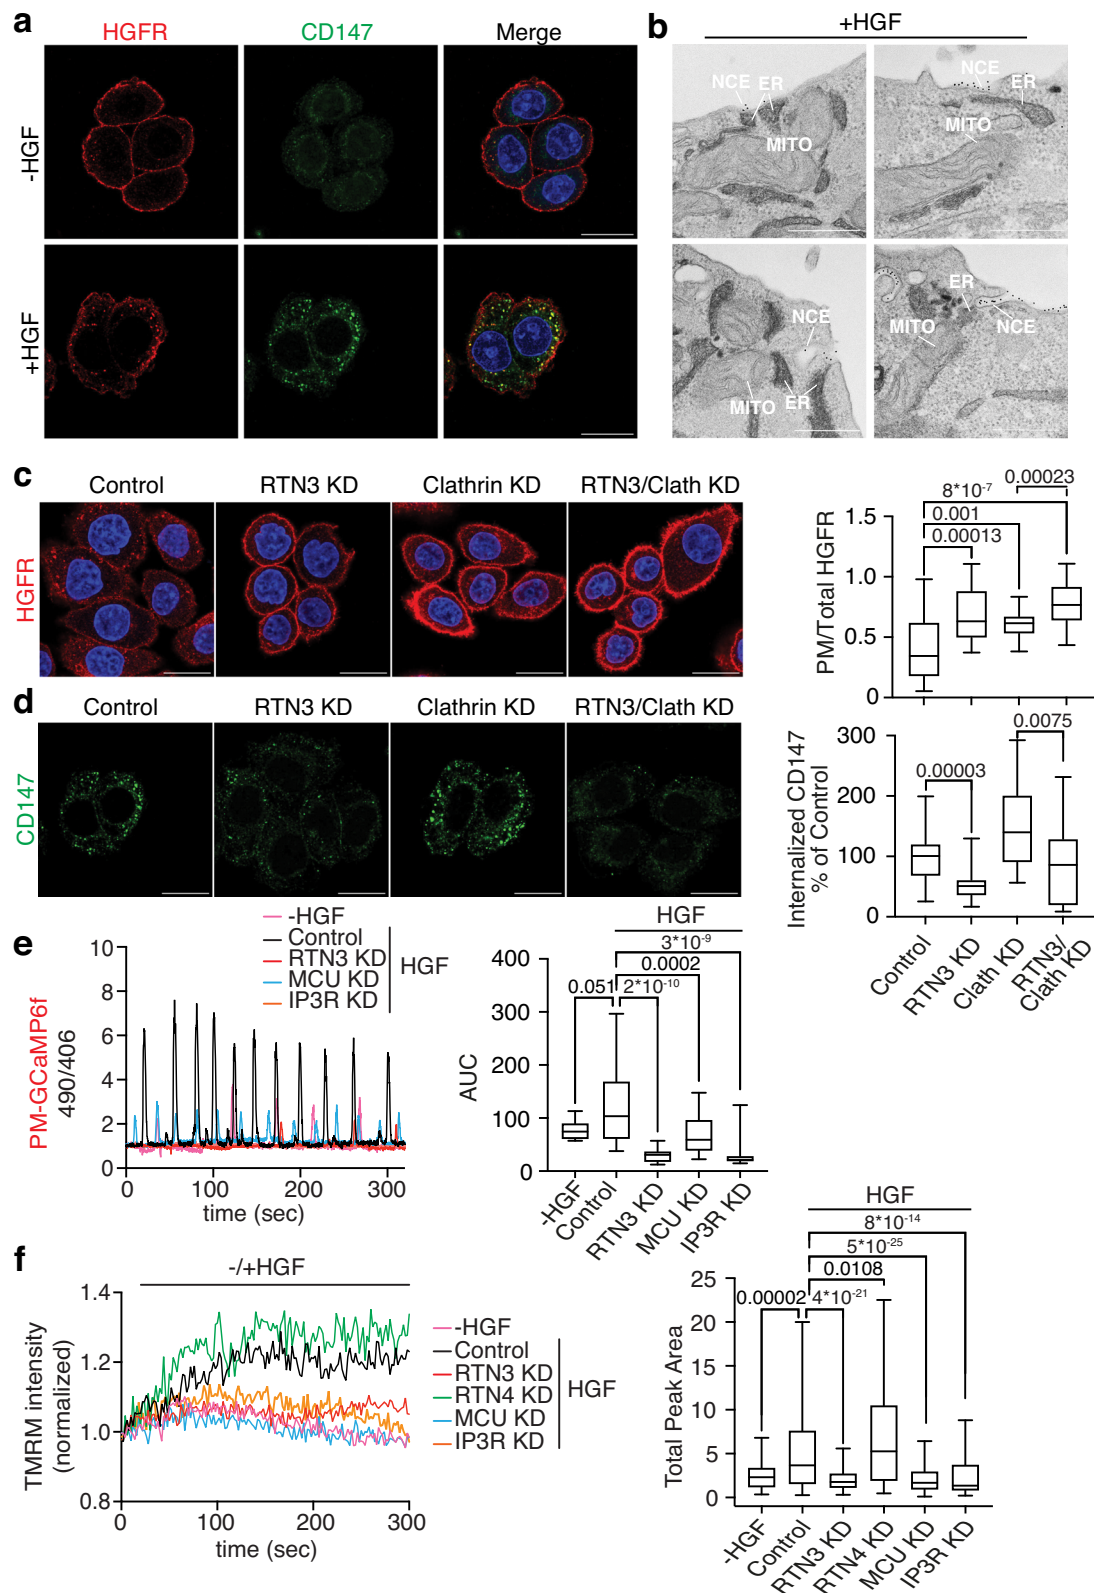 a
HGFR
CD147
Merge
-HGF
+HGF
b
+HGF
NCE
ER
MITO
NCE
ER
MITO
NCE
MITO
ER
ER
MITO
NCE
c
Control
RTN3 KD
Clathrin KD
RTN3/Clath KD
HGFR
PM/Total HGFR
1.5
1.0
0.5
0
0.00023
8*10-7
0.001
0.00013
d
Control
RTN3 KD
Clathrin KD
RTN3/Clath KD
CD147
Internalized CD147
% of Control
300
200
100
0
0.0075
0.00003
Control
RTN3 KD
Clath KD
RTN3/
Clath KD
e
PM-GCaMP6f
490/406
10
8
6
4
2
0
0
100
200
300
time (sec)
-HGF
Control
RTN3 KD
MCU KD
IP3R KD
HGF
HGF
AUC
400
300
200
100
0
3*10-9
0.0002
0.051
2*10-10
-HGF
Control
RTN3 KD
MCU KD
IP3R KD
f
-/+HGF
TMRM intensity
(normalized)
1.4
1.2
1.0
0.8
0
100
200
300
time (sec)
-HGF
Control
RTN3 KD
RTN4 KD
MCU KD
IP3R KD
HGF
HGF
Total Peak Area
25
20
15
10
5
0
8*10-14
5*10-25
0.0108
0.00002
4*10-21
-HGF
Control
RTN3 KD
RTN4 KD
MCU KD
IP3R KD